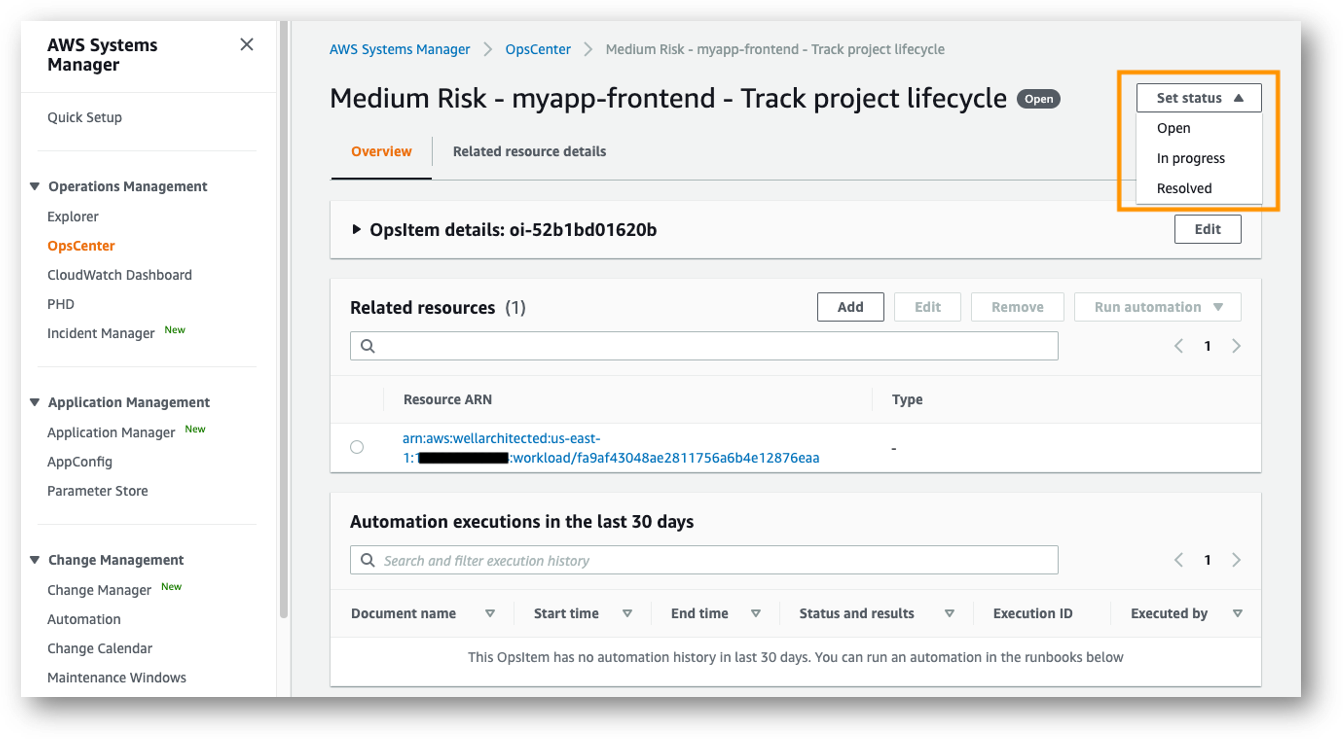 AWS Systems
Manager
Quick Setup
Operations Management
Explorer
OpsCenter
CloudWatch Dashboard
PHD
Incident Manager New
Application Management
Application Manager New
AppConfig
Parameter Store
Change Management
Change Manager New
Automation
Change Calendar
Maintenance Windows
AWS Systems Manager OpsCenter Medium Risk - myapp-frontend - Track project lifecycle
Medium Risk - myapp-frontend - Track project lifecycle Open
Set status
Open
In progress
Resolved
Overview Related resource details
OpsItem details: oi-52b1bd01620b
Edit
Related resources (1)
Add Edit Remove Run automation
1
Resource ARN Type
arn:aws:wellarchitected:us-east-
1: :workload/fa9af43048ae2811756a6b4e12876eaa -
Automation executions in the last 30 days
Search and filter execution history 1
Document name Start time End time Status and results Execution ID Executed by
This OpsItem has no automation history in last 30 days. You can run an automation in the runbooks below